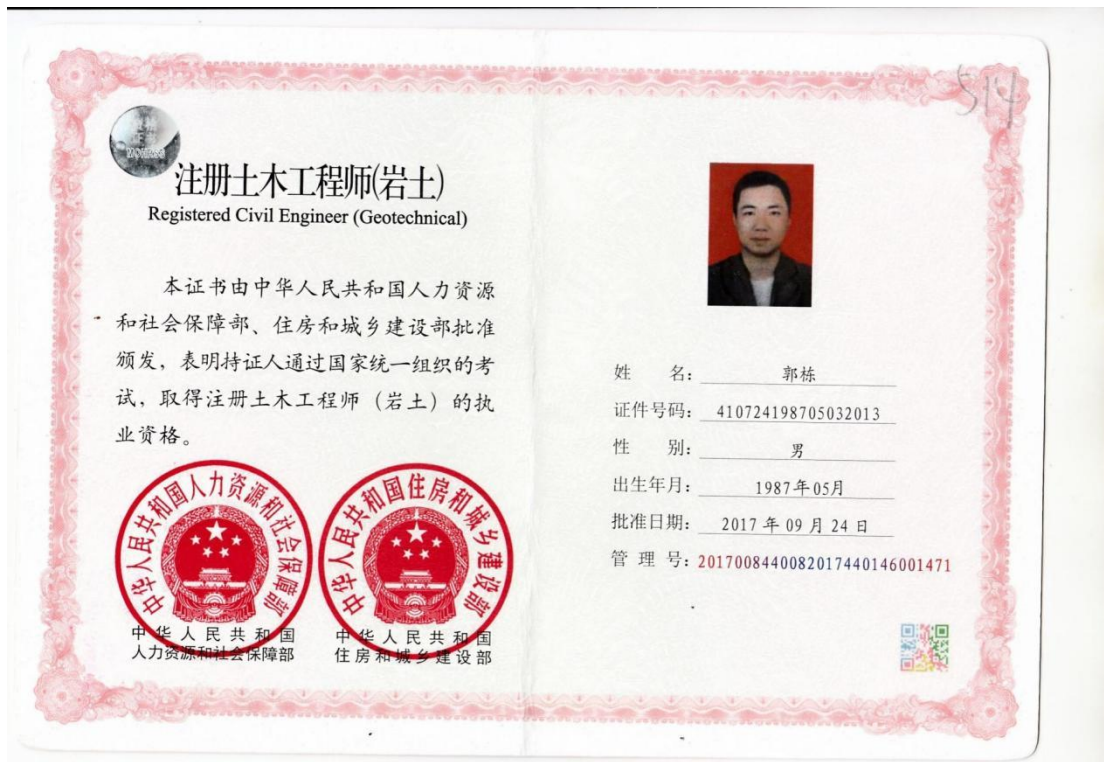 514
注册土木工程师(岩土)
Registered Civil Engineer (Geotechnical)
本证书由中华人民共和国人力资源
和社会保障部、住房和城乡建设部批准
颁发，表明持证人通过国家统一组织的考
试，取得注册土木工程师（岩土）的执
业资格。
中华人民共和国人力资源和社会保障部
中华人民共和国住房和城乡建设部
中华人民共和国
人力资源和社会保障部
中华人民共和国
住房和城乡建设部
姓 名：郭栋
证件号码：410724198705032013
性 别：男
出生年月：1987年05月
批准日期：2017年09月24日
管 理 号：2017008440082017440146001471